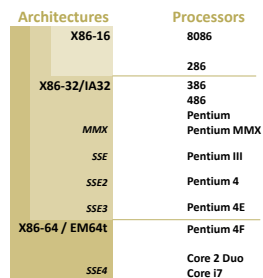 Architectures Processors
X86-16 8086
286
X86-32/IA32 386
486
Pentium
MMX Pentium MMX
SSE Pentium III
SSE2 Pentium 4
SSE3 Pentium 4E
X86-64 / EM64t Pentium 4F
Core 2 Duo
SSE4 Core i7